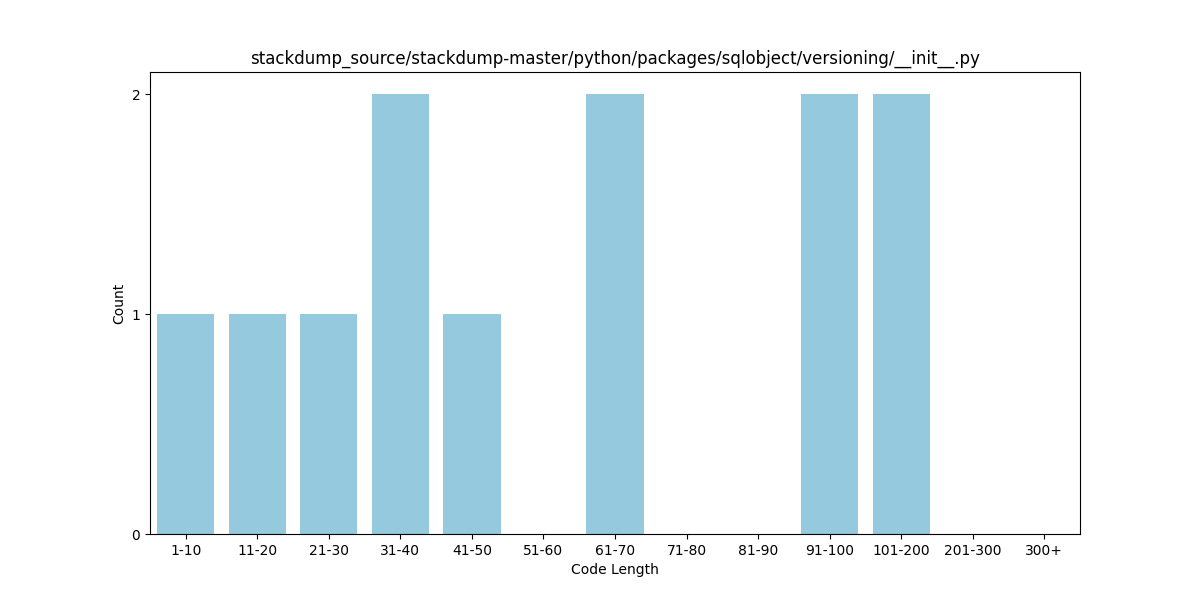 stackdump_source/stackdump-master/python/packages/sqlobject/versioning/__init__.py
2
1
0
Count
1-10 11-20 21-30 31-40 41-50 51-60 61-70 71-80 81-90 91-100 101-200 201-300 300+
Code Length